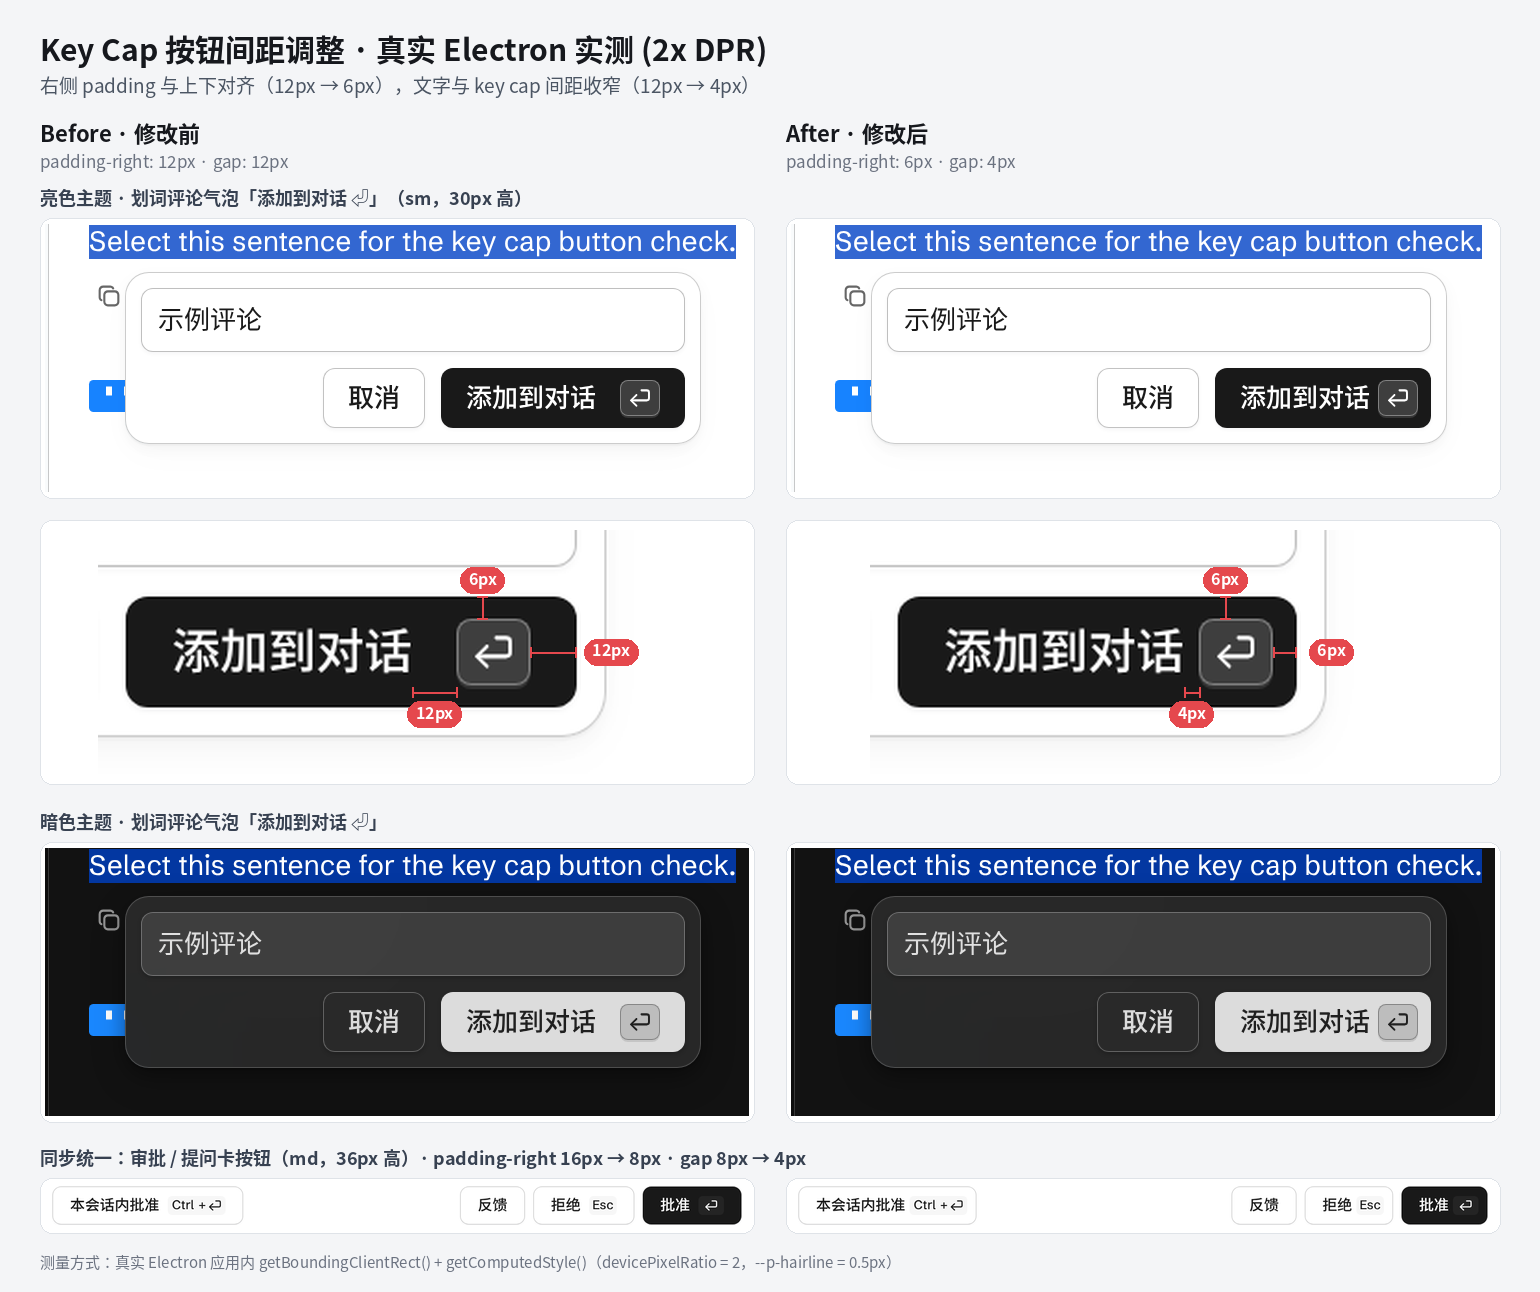 Key Cap 按钮间距调整 · 真实 Electron 实测 (2x DPR)
右侧 padding 与上下对齐（12px → 6px），文字与 key cap 间距收窄（12px → 4px）
Before · 修改前
padding-right: 12px · gap: 12px
After · 修改后
padding-right: 6px · gap: 4px
亮色主题 · 划词评论气泡「添加到对话 ⏎」（sm，30px 高）
Select this sentence for the key cap button check.
示例评论
取消
添加到对话
Select this sentence for the key cap button check.
示例评论
取消
添加到对话
6px
添加到对话
12px
12px
6px
添加到对话
6px
4px
暗色主题 · 划词评论气泡「添加到对话 ⏎」
Select this sentence for the key cap button check.
示例评论
取消
添加到对话
Select this sentence for the key cap button check.
示例评论
取消
添加到对话
同步统一：审批 / 提问卡按钮（md，36px 高）· padding-right 16px → 8px · gap 8px → 4px
本会话内批准 Ctrl + ⏎
反馈
拒绝 Esc
批准 ⏎
本会话内批准 Ctrl + ⏎
反馈
拒绝 Esc
批准 ⏎
测量方式：真实 Electron 应用内 getBoundingClientRect() + getComputedStyle()（devicePixelRatio = 2，--p-hairline = 0.5px）